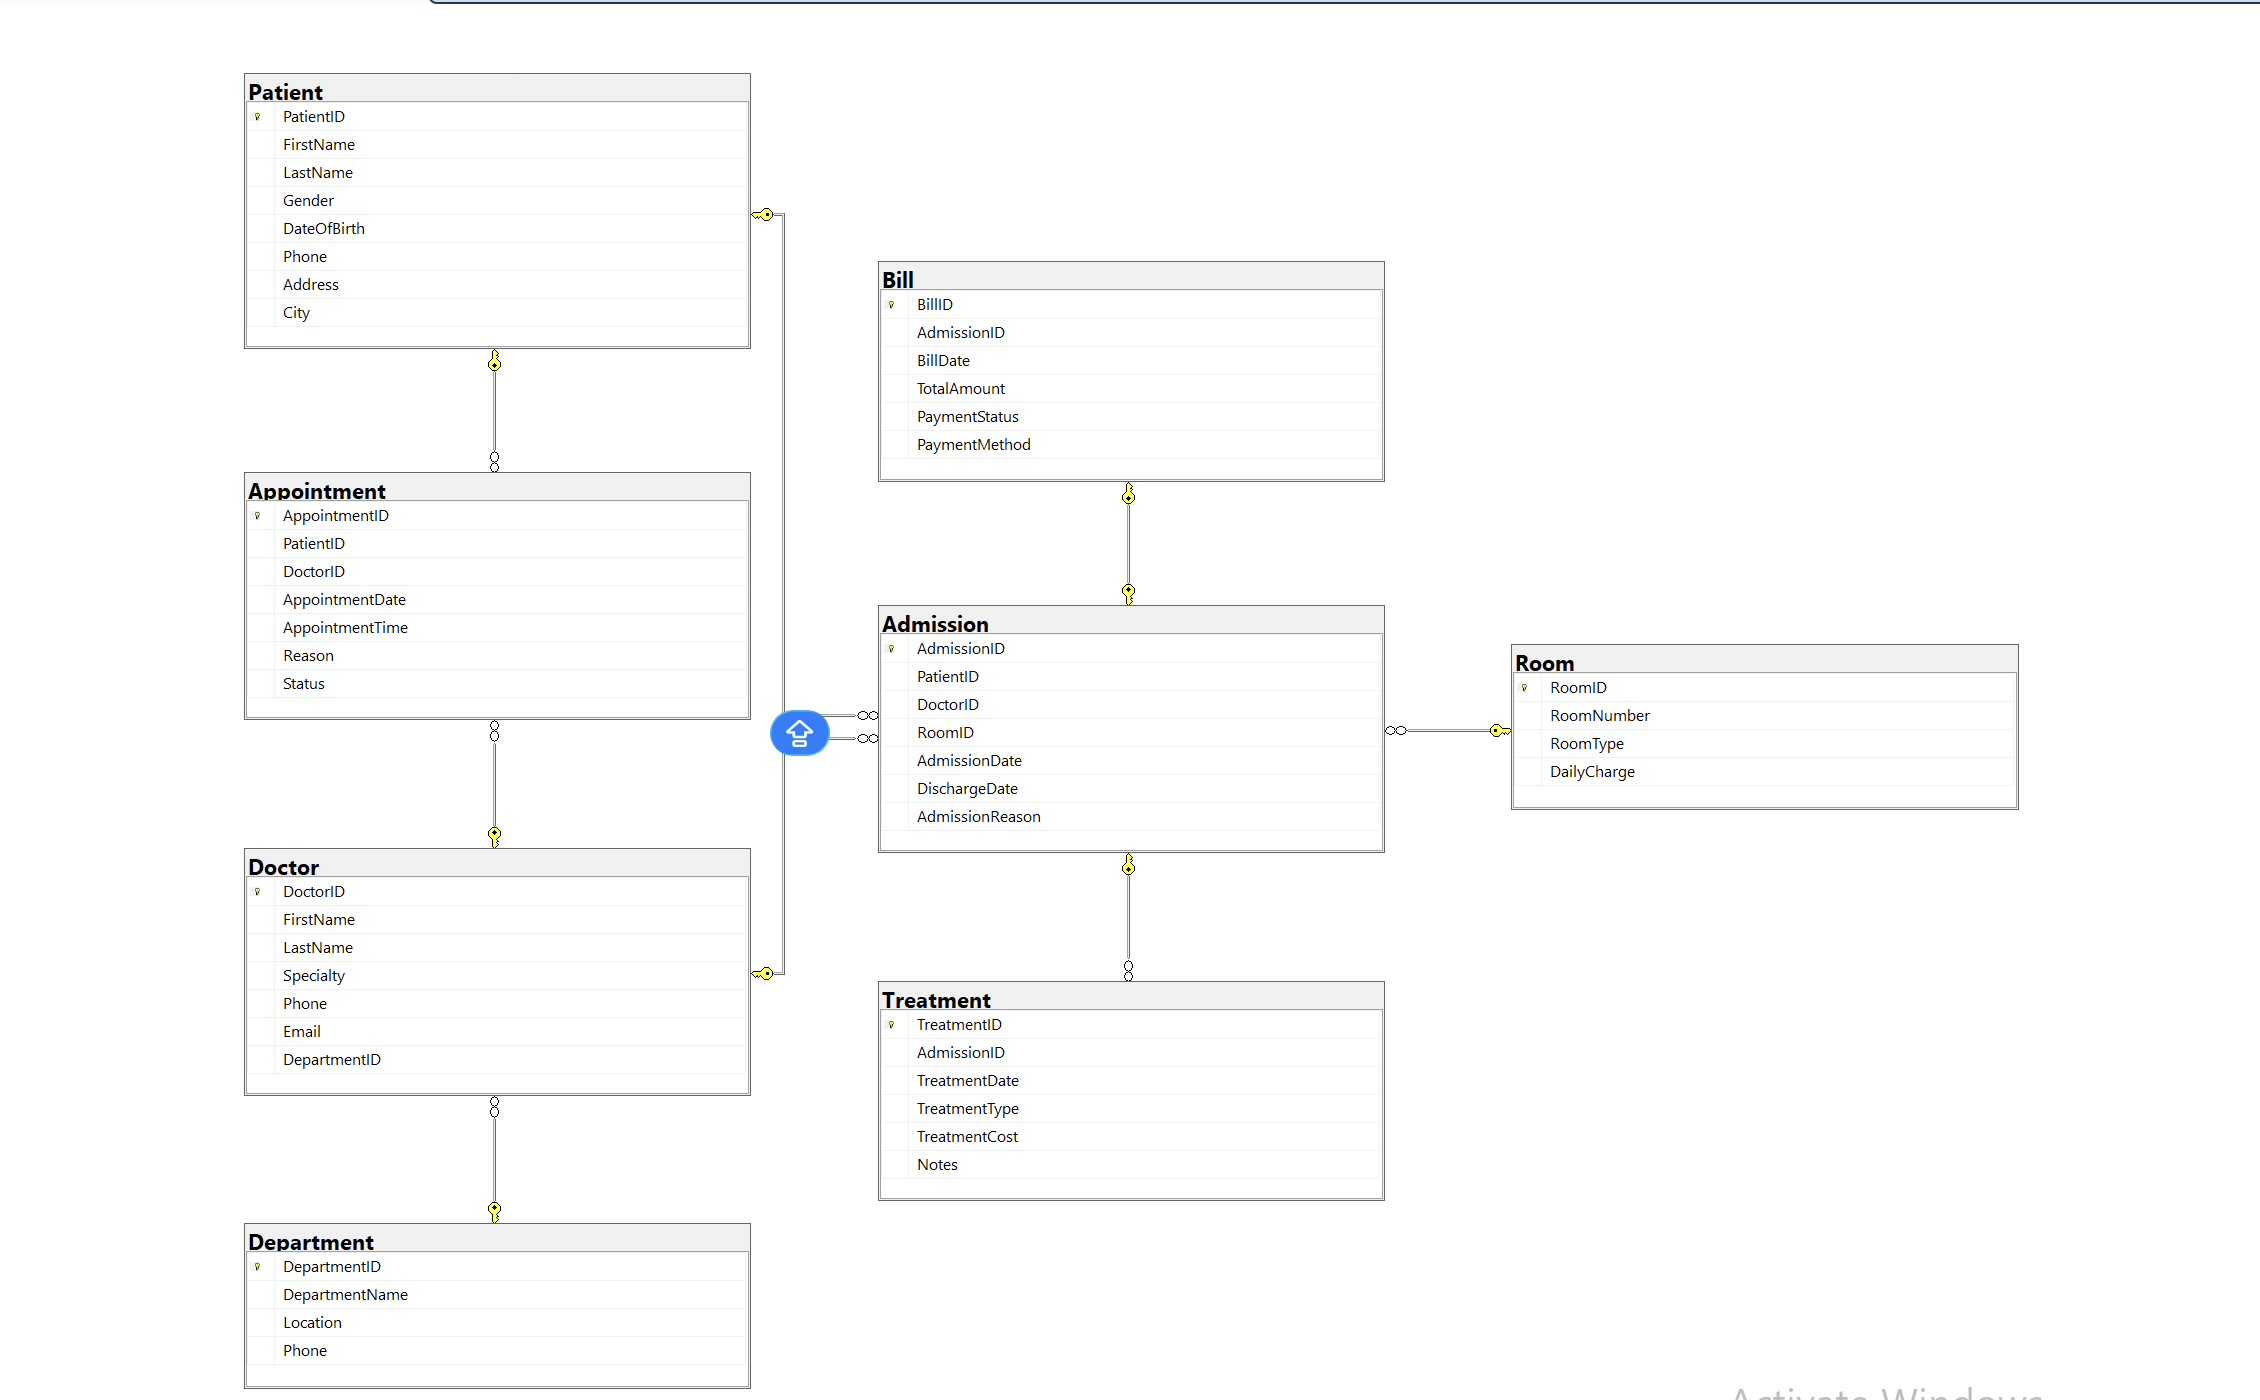 Patient
PatientID
FirstName
LastName
Gender
DateOfBirth
Phone
Address
City
Appointment
AppointmentID
PatientID
DoctorID
AppointmentDate
AppointmentTime
Reason
Status
Doctor
DoctorID
FirstName
LastName
Specialty
Phone
Email
DepartmentID
Department
DepartmentID
DepartmentName
Location
Phone
Bill
BillID
AdmissionID
BillDate
TotalAmount
PaymentStatus
PaymentMethod
Admission
AdmissionID
PatientID
DoctorID
RoomID
AdmissionDate
DischargeDate
AdmissionReason
Treatment
TreatmentID
AdmissionID
TreatmentDate
TreatmentType
TreatmentCost
Notes
Room
RoomID
RoomNumber
RoomType
DailyCharge
Activate Windows